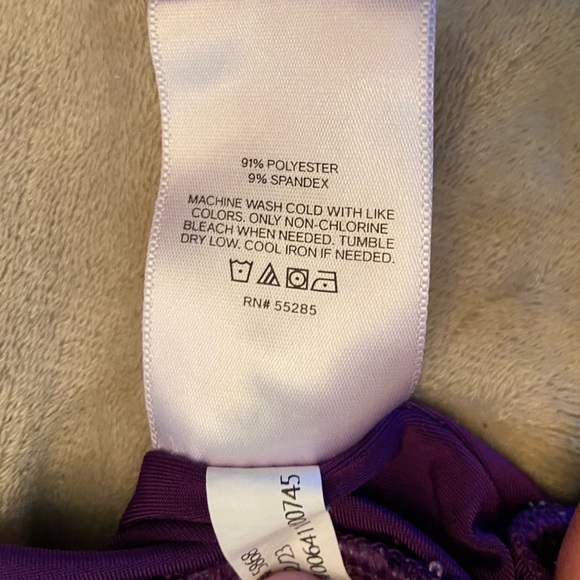 91% POLYESTER
9% SPANDEX
MACHINE WASH COLD WITH LIKE
COLORS. ONLY NON-CHLORINE
BLEACH WHEN NEEDED. TUMBLE
DRY LOW, COOL IRON IF NEEDED.
RN# 55285
00641100745